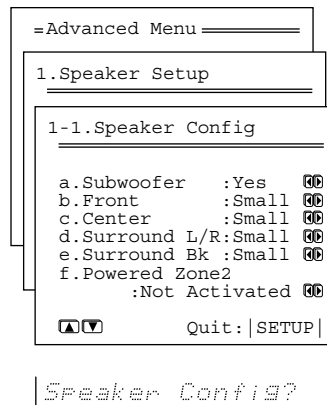 =Advanced Menu
1.Speaker Setup
1-1.Speaker Config
a.Subwoofer :Yes
b.Front :Small
c.Center :Small
d.Surround L/R:Small
e.Surround Bk :Small
f.Powered Zone2
:Not Activated
Quit:|SETUP|
Speaker Config?